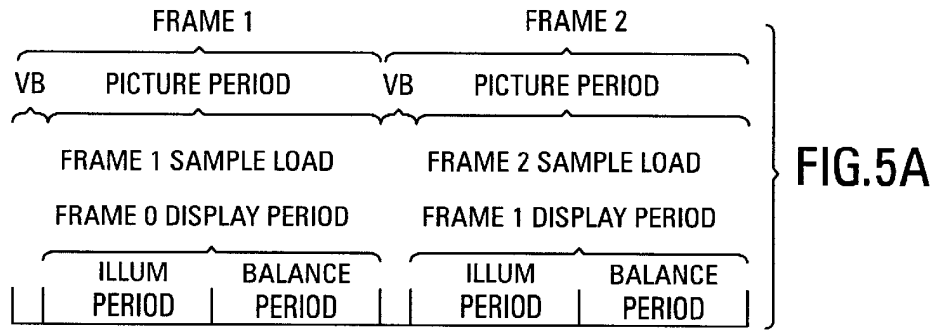 FRAME 1 FRAME 2
VB PICTURE PERIOD VB PICTURE PERIOD
FRAME 1 SAMPLE LOAD FRAME 2 SAMPLE LOAD
FIG.5A
FRAME 0 DISPLAY PERIOD FRAME 1 DISPLAY PERIOD
ILLUM BALANCE ILLUM BALANCE
PERIOD PERIOD PERIOD PERIOD